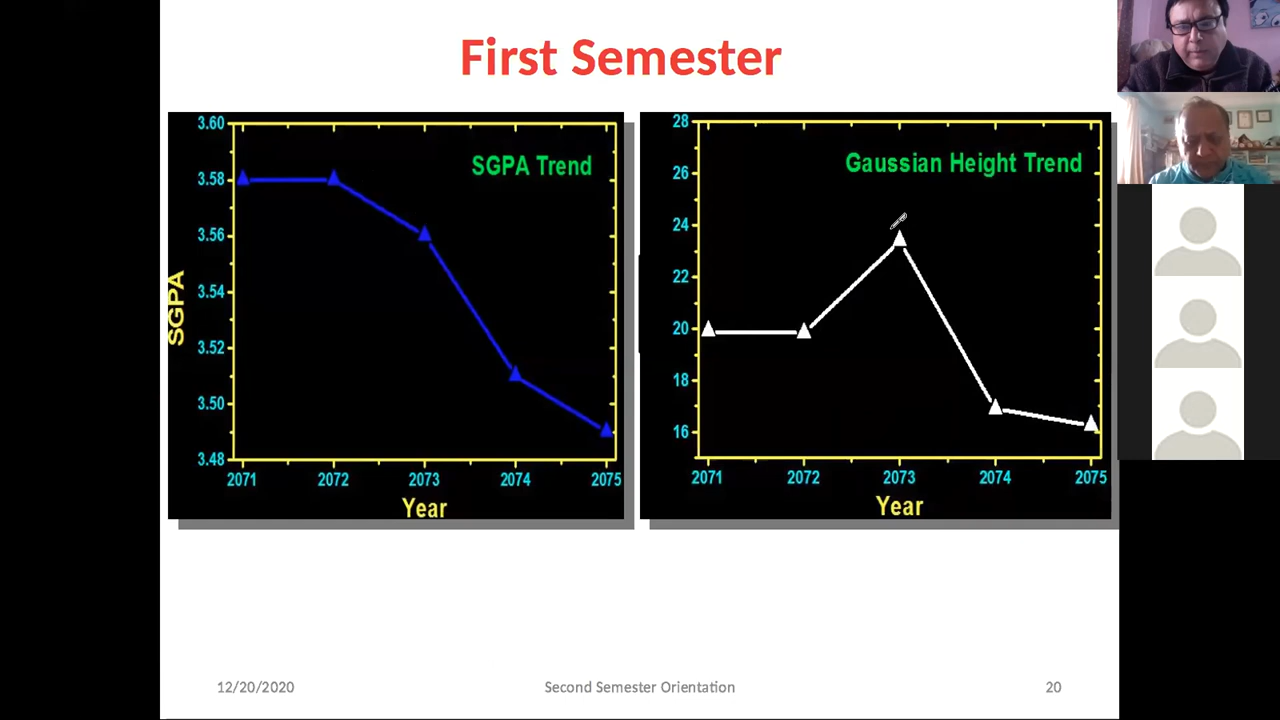 First Semester
SGPA Trend
3.60
3.58
3.56
3.54
3.52
3.50
3.48
SGPA
2071 2072 2073 2074 2075
Year
Gaussian Height Trend
28
26
24
22
20
18
16
2071 2072 2073 2074 2075
Year
12/20/2020 Second Semester Orientation 20